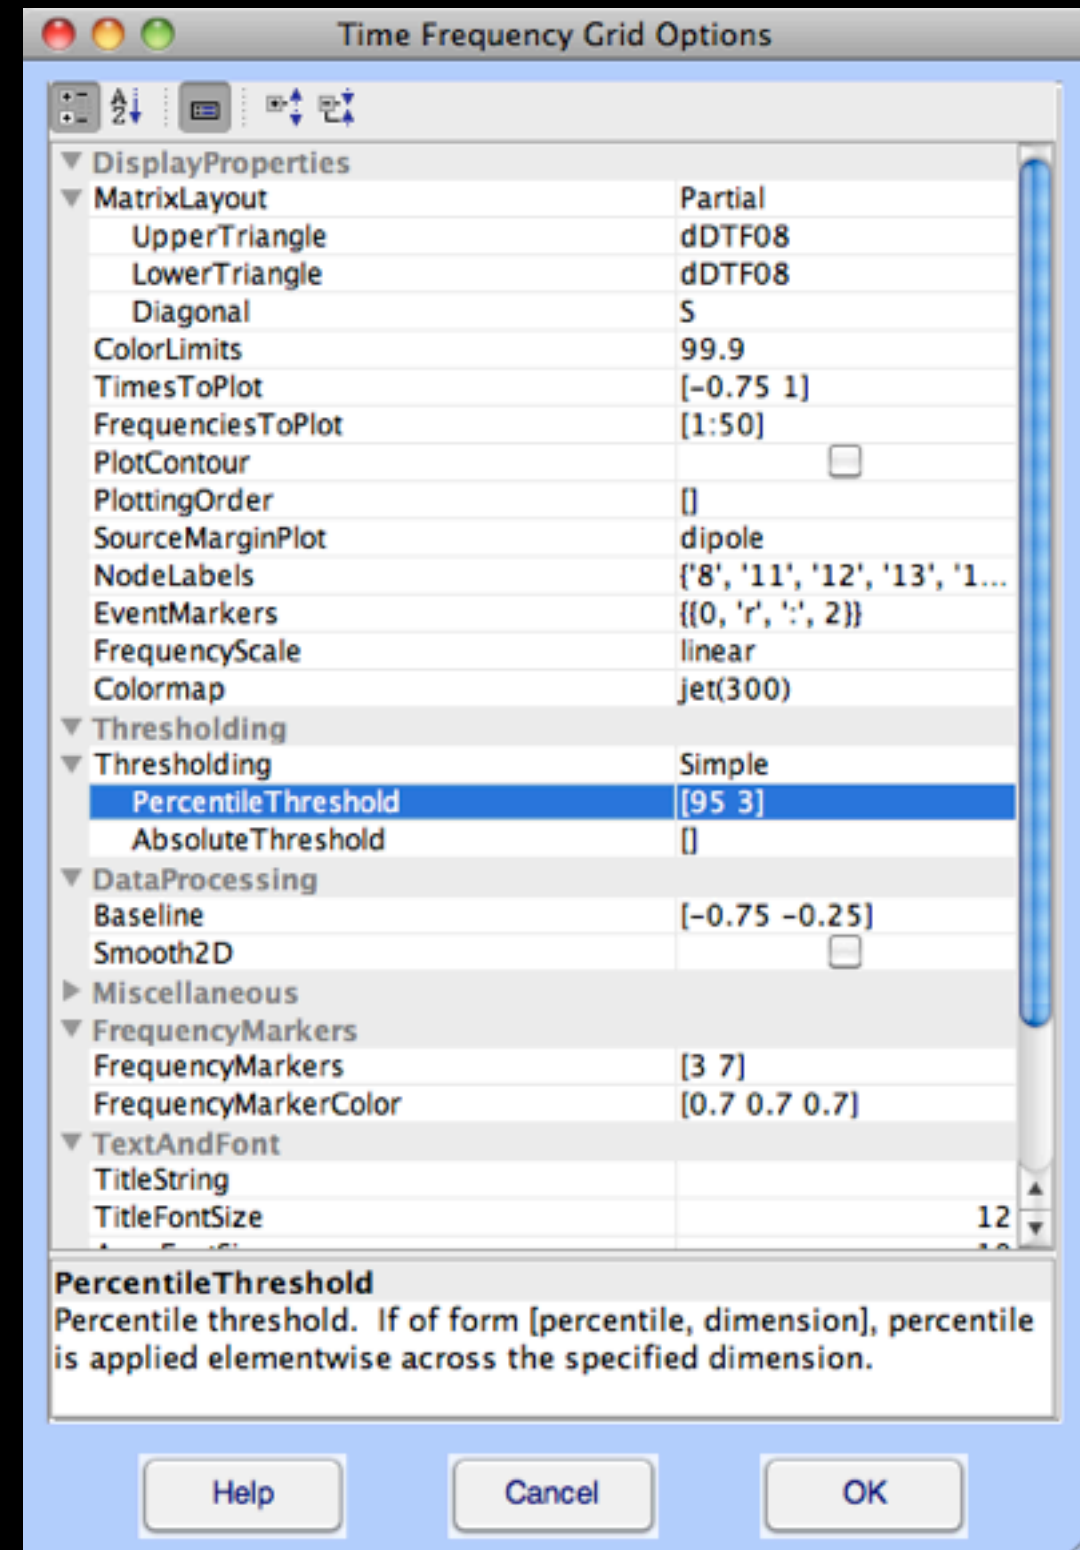 Time Frequency Grid Options
DisplayProperties
MatrixLayout Partial
UpperTriangle dDTF08
LowerTriangle dDTF08
Diagonal S
ColorLimits 99.9
TimesToPlot [-0.75 1]
FrequenciesToPlot [1:50]
PlotContour
PlottingOrder []
SourceMarginPlot dipole
NodeLabels {'8', '11', '12', '13', '1...
EventMarkers {{0, 'r', ':', 2}}
FrequencyScale linear
Colormap jet(300)
Thresholding
Thresholding Simple
PercentileThreshold [95 3]
AbsoluteThreshold []
DataProcessing
Baseline [-0.75 -0.25]
Smooth2D
Miscellaneous
FrequencyMarkers
FrequencyMarkers [3 7]
FrequencyMarkerColor [0.7 0.7 0.7]
TextAndFont
TitleString
TitleFontSize 12
PercentileThreshold
Percentile threshold. If of form [percentile, dimension], percentile
is applied elementwise across the specified dimension.
Help Cancel OK